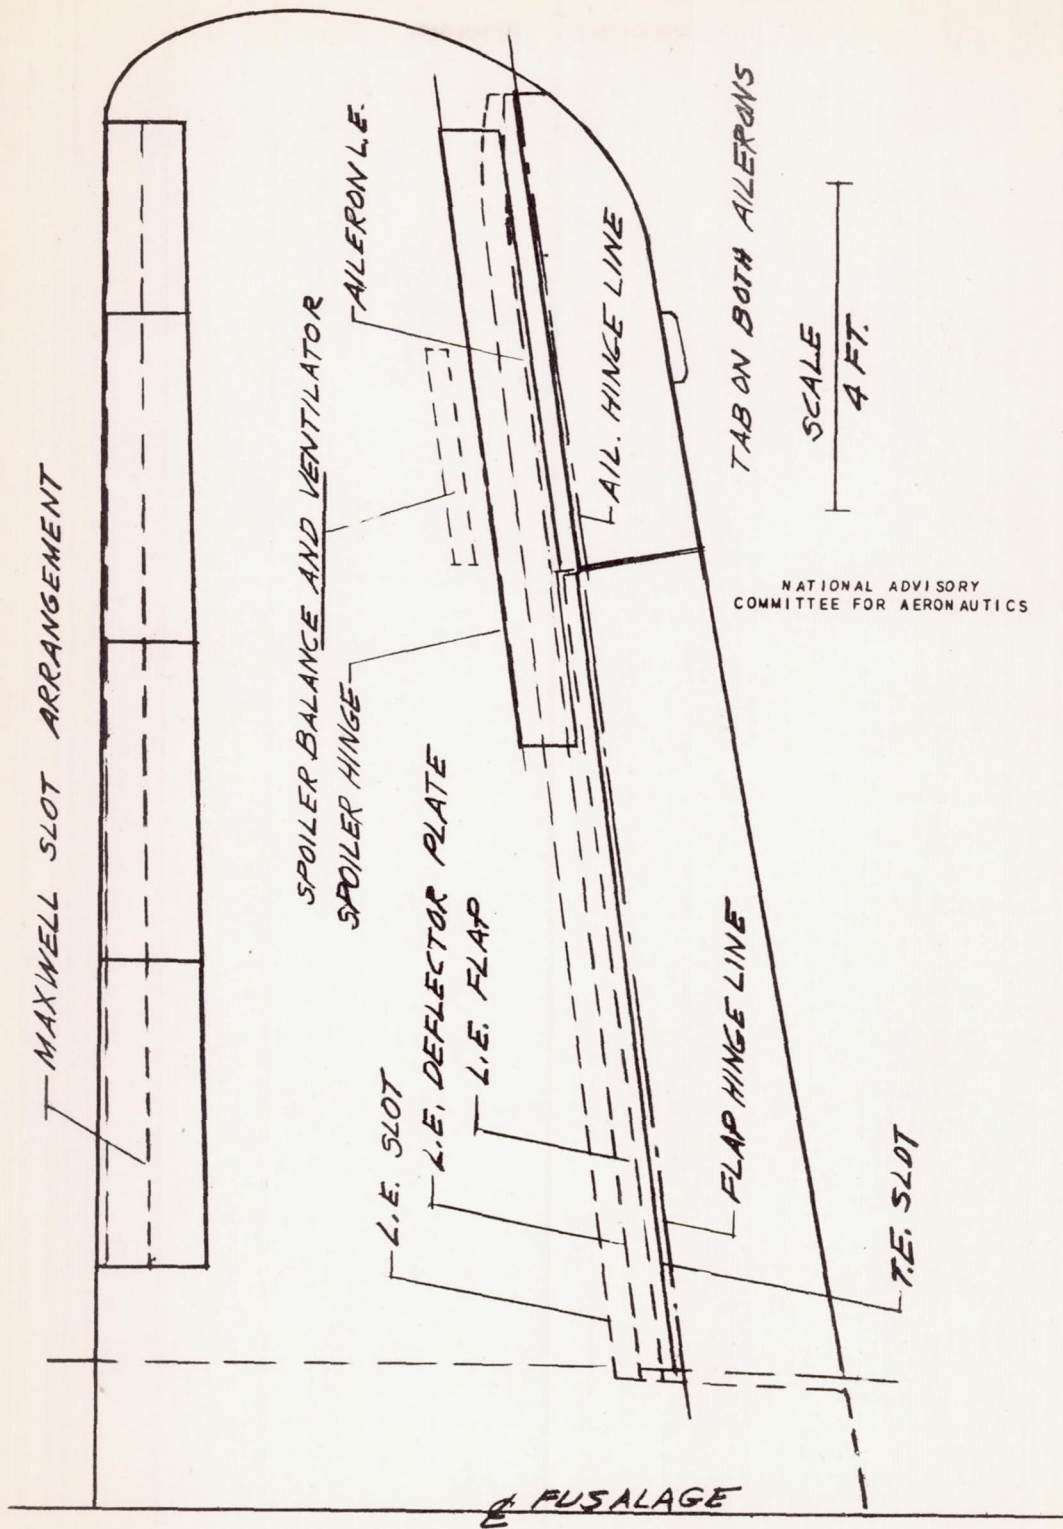 MAXWELL SLOT ARRANGEMENT
SPOILER BALANCE AND VENTILATOR
SPOILER HINGE
AILERON L.E.
AIL. HINGE LINE
TAB ON BOTH AILERONS
SCALE
4 FT.
NATIONAL ADVISORY
COMMITTEE FOR AERONAUTICS
L.E. SLOT
L.E. DEFLECTOR PLATE
L.E. FLAP
FLAP HINGE LINE
T.E. SLOT
℄ FUSALAGE